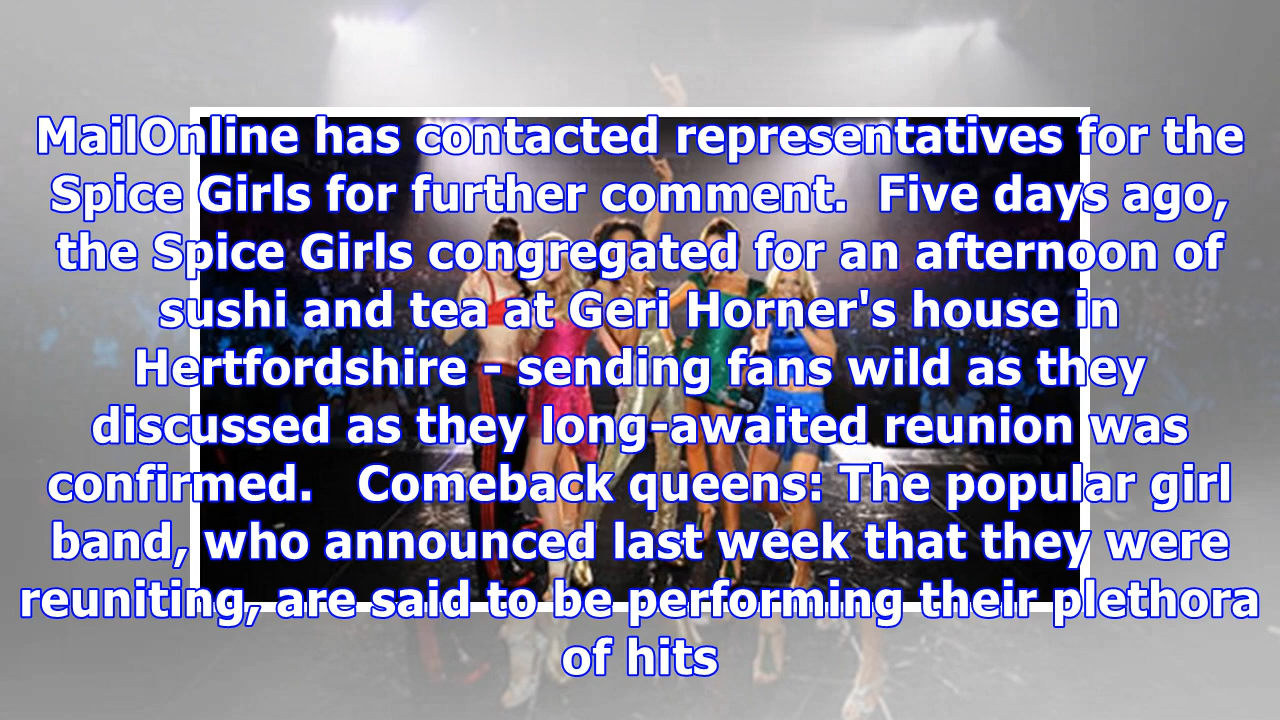 MailOnline has contacted representatives for the
Spice Girls for further comment.  Five days ago,
the Spice Girls congregated for an afternoon of
sushi and tea at Geri Horner's house in
Hertfordshire - sending fans wild as they
discussed as they long-awaited reunion was
confirmed.   Comeback queens: The popular girl
band, who announced last week that they were
reuniting, are said to be performing their plethora
of hits